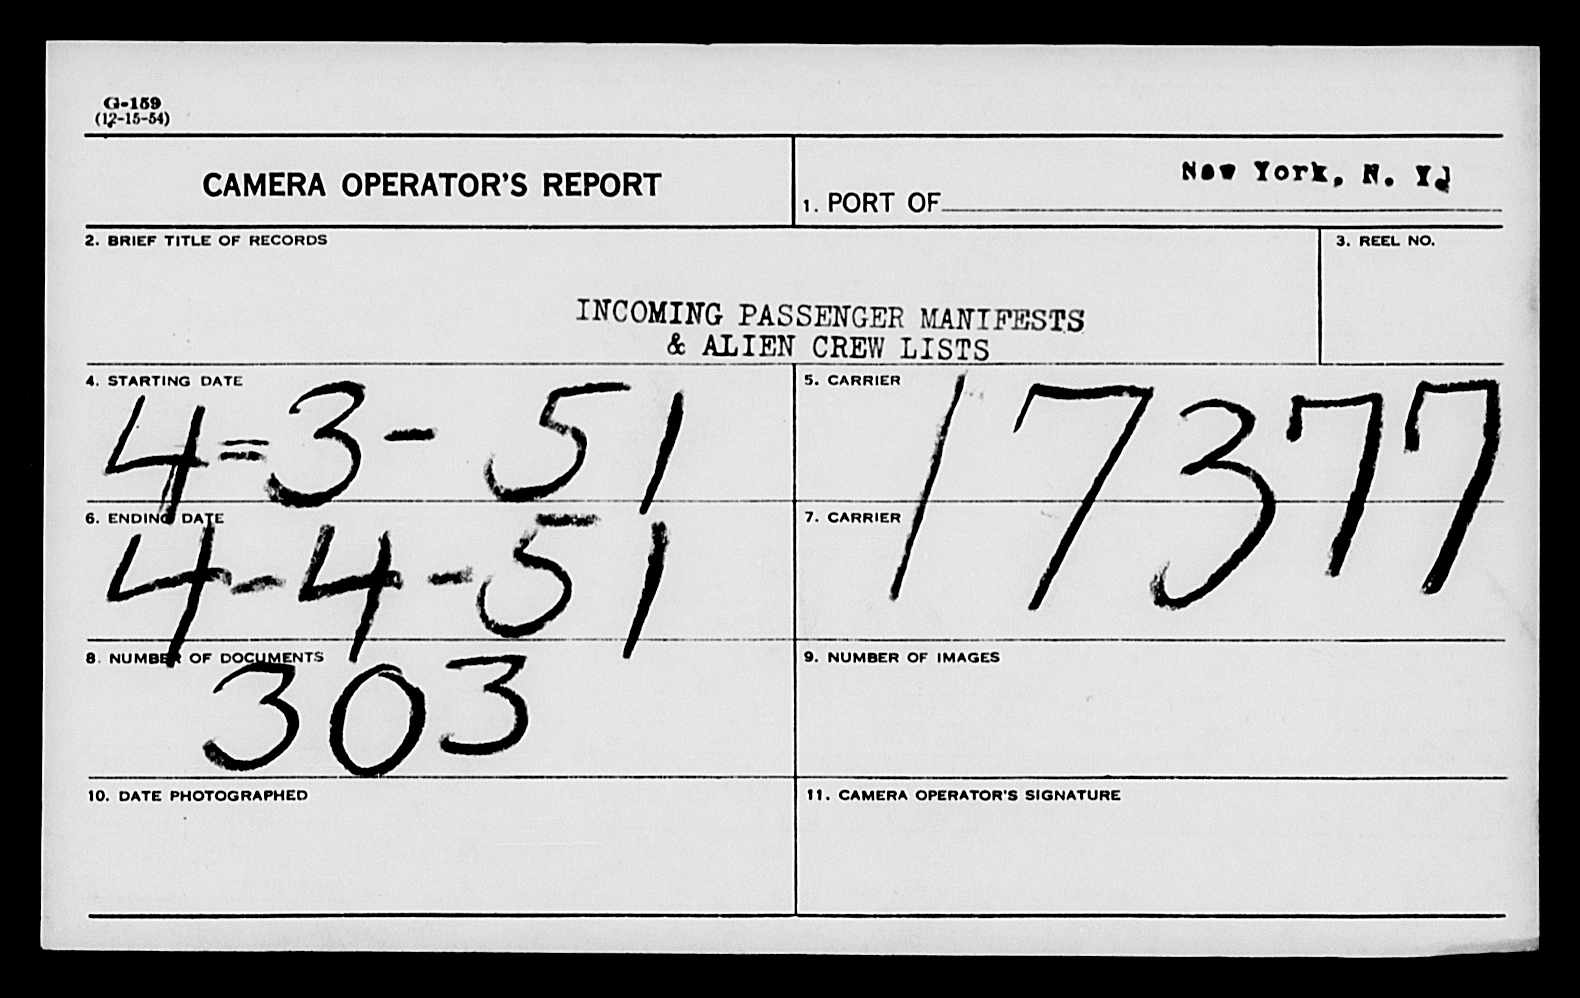 G-159
(12-15-54)
CAMERA OPERATOR'S REPORT
New York, N. Y.
1. PORT OF
2. BRIEF TITLE OF RECORDS
3. REEL NO.
INCOMING PASSENGER MANIFESTS
& ALIEN CREW LISTS
4. STARTING DATE
4-3-51
5. CARRIER
17377
6. ENDING DATE
4-4-51
7. CARRIER
8. NUMBER OF DOCUMENTS
303
9. NUMBER OF IMAGES
10. DATE PHOTOGRAPHED
11. CAMERA OPERATOR'S SIGNATURE